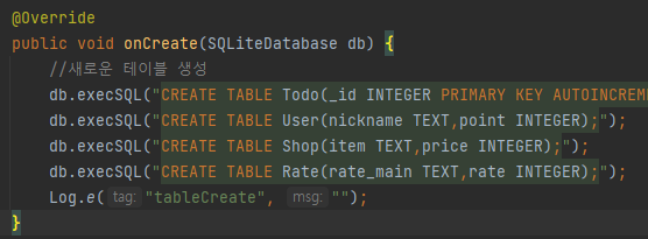 @Override
public void onCreate(SQLiteDatabase db) {
//새로운 테이블 생성
db.execSQL("CREATE TABLE Todo(_id INTEGER PRIMARY KEY AUTOINCREME
db.execSQL("CREATE TABLE User(nickname TEXT,point INTEGER);");
db.execSQL("CREATE TABLE Shop(item TEXT,price INTEGER);");
db.execSQL("CREATE TABLE Rate(rate_main TEXT,rate INTEGER);");
Log.e( tag: "tableCreate", msg: "");
}